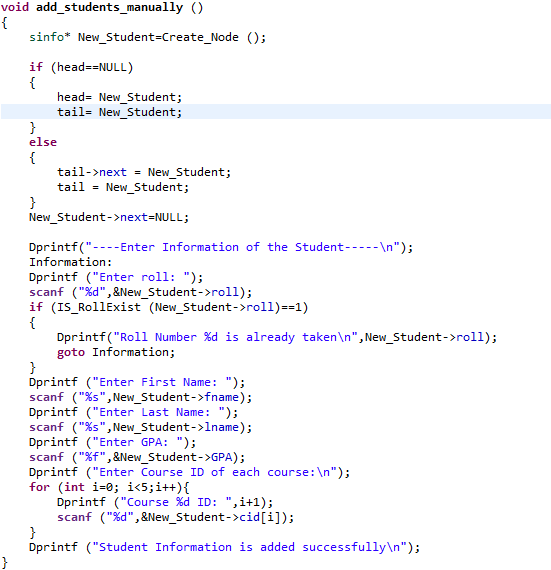 void add_students_manually ()
{
    sinfo* New_Student=Create_Node ();

    if (head==NULL)
    {
        head= New_Student;
        tail= New_Student;
    }
    else
    {
        tail->next = New_Student;
        tail = New_Student;
    }
    New_Student->next=NULL;

    Dprintf("----Enter Information of the Student-----\n");
    Information:
    Dprintf ("Enter roll: ");
    scanf ("%d",&New_Student->roll);
    if (IS_RollExist (New_Student->roll)==1)
    {
        Dprintf("Roll Number %d is already taken\n",New_Student->roll);
        goto Information;
    }
    Dprintf ("Enter First Name: ");
    scanf ("%s",New_Student->fname);
    Dprintf ("Enter Last Name: ");
    scanf ("%s",New_Student->lname);
    Dprintf ("Enter GPA: ");
    scanf ("%f",&New_Student->GPA);
    Dprintf ("Enter Course ID of each course:\n");
    for (int i=0; i<5;i++){
        Dprintf ("Course %d ID: ",i+1);
        scanf ("%d",&New_Student->cid[i]);
    }
    Dprintf ("Student Information is added successfully\n");
}